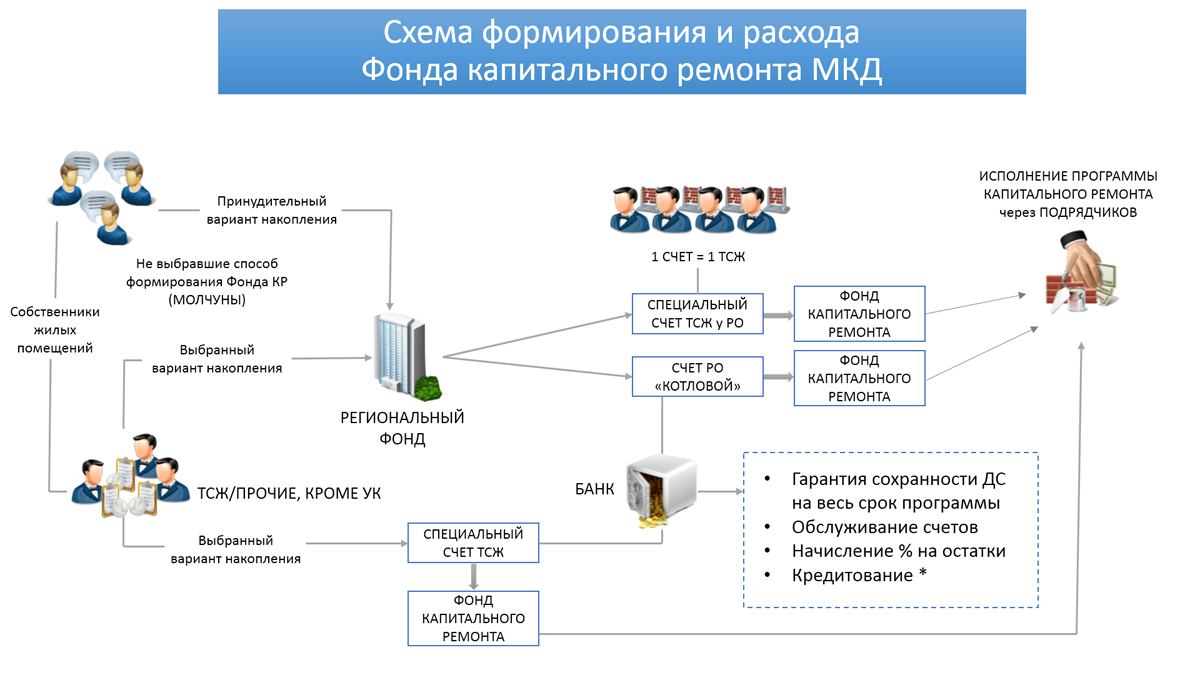 Схема формирования и расхода
Фонда капитального ремонта МКД
Принудительный
вариант накопления
Не выбравшие способ
формирования Фонда КР
(МОЛЧУНЫ)
Собственники
жилых
помещений
Выбранный
вариант накопления
РЕГИОНАЛЬНЫЙ
ФОНД
1 СЧЕТ = 1 ТСЖ
СПЕЦИАЛЬНЫЙ
СЧЕТ ТСЖ у РО
ФОНД
КАПИТАЛЬНОГО
РЕМОНТА
СЧЕТ РО
«КОТЛОВОЙ»
ФОНД
КАПИТАЛЬНОГО
РЕМОНТА
ИСПОЛНЕНИЕ ПРОГРАММЫ
КАПИТАЛЬНОГО РЕМОНТА
через ПОДРЯДЧИКОВ
ТСЖ/ПРОЧИЕ, КРОМЕ УК
Выбранный
вариант накопления
СПЕЦИАЛЬНЫЙ
СЧЕТ ТСЖ
ФОНД
КАПИТАЛЬНОГО
РЕМОНТА
БАНК
• Гарантия сохранности ДС
на весь срок программы
• Обслуживание счетов
• Начисление % на остатки
• Кредитование *